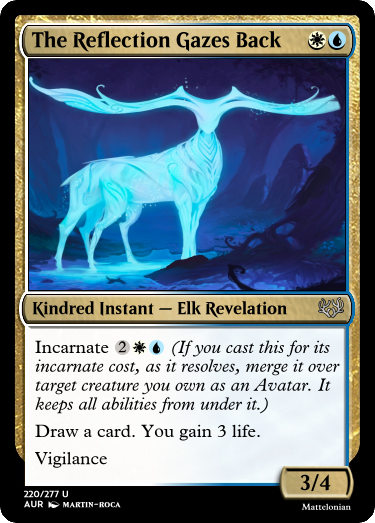 The Reflection Gazes Back
Kindred Instant — Elk Revelation
Incarnate 2 (If you cast this for its
incarnate cost, as it resolves, merge it over
target creature you own as an Avatar. It
keeps all abilities from under it.)
Draw a card. You gain 3 life.
Vigilance
3/4
220/277 U
AUR MARTIN-ROCA
Mattelonian